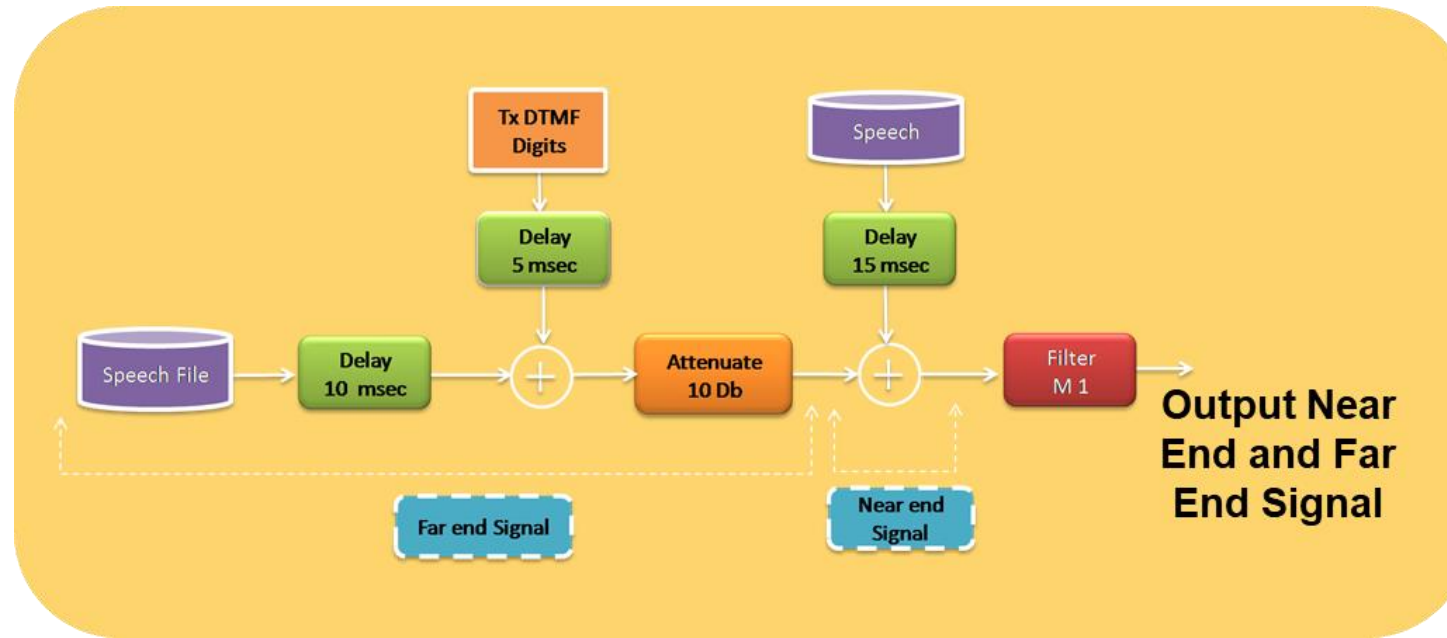 Tx DTMF
Digits
Speech
Delay
5 msec
Delay
15 msec
Speech File
Delay
10 msec
Attenuate
10 Db
Filter
M 1
Output Near
End and Far
End Signal
Far end Signal
Near end
Signal